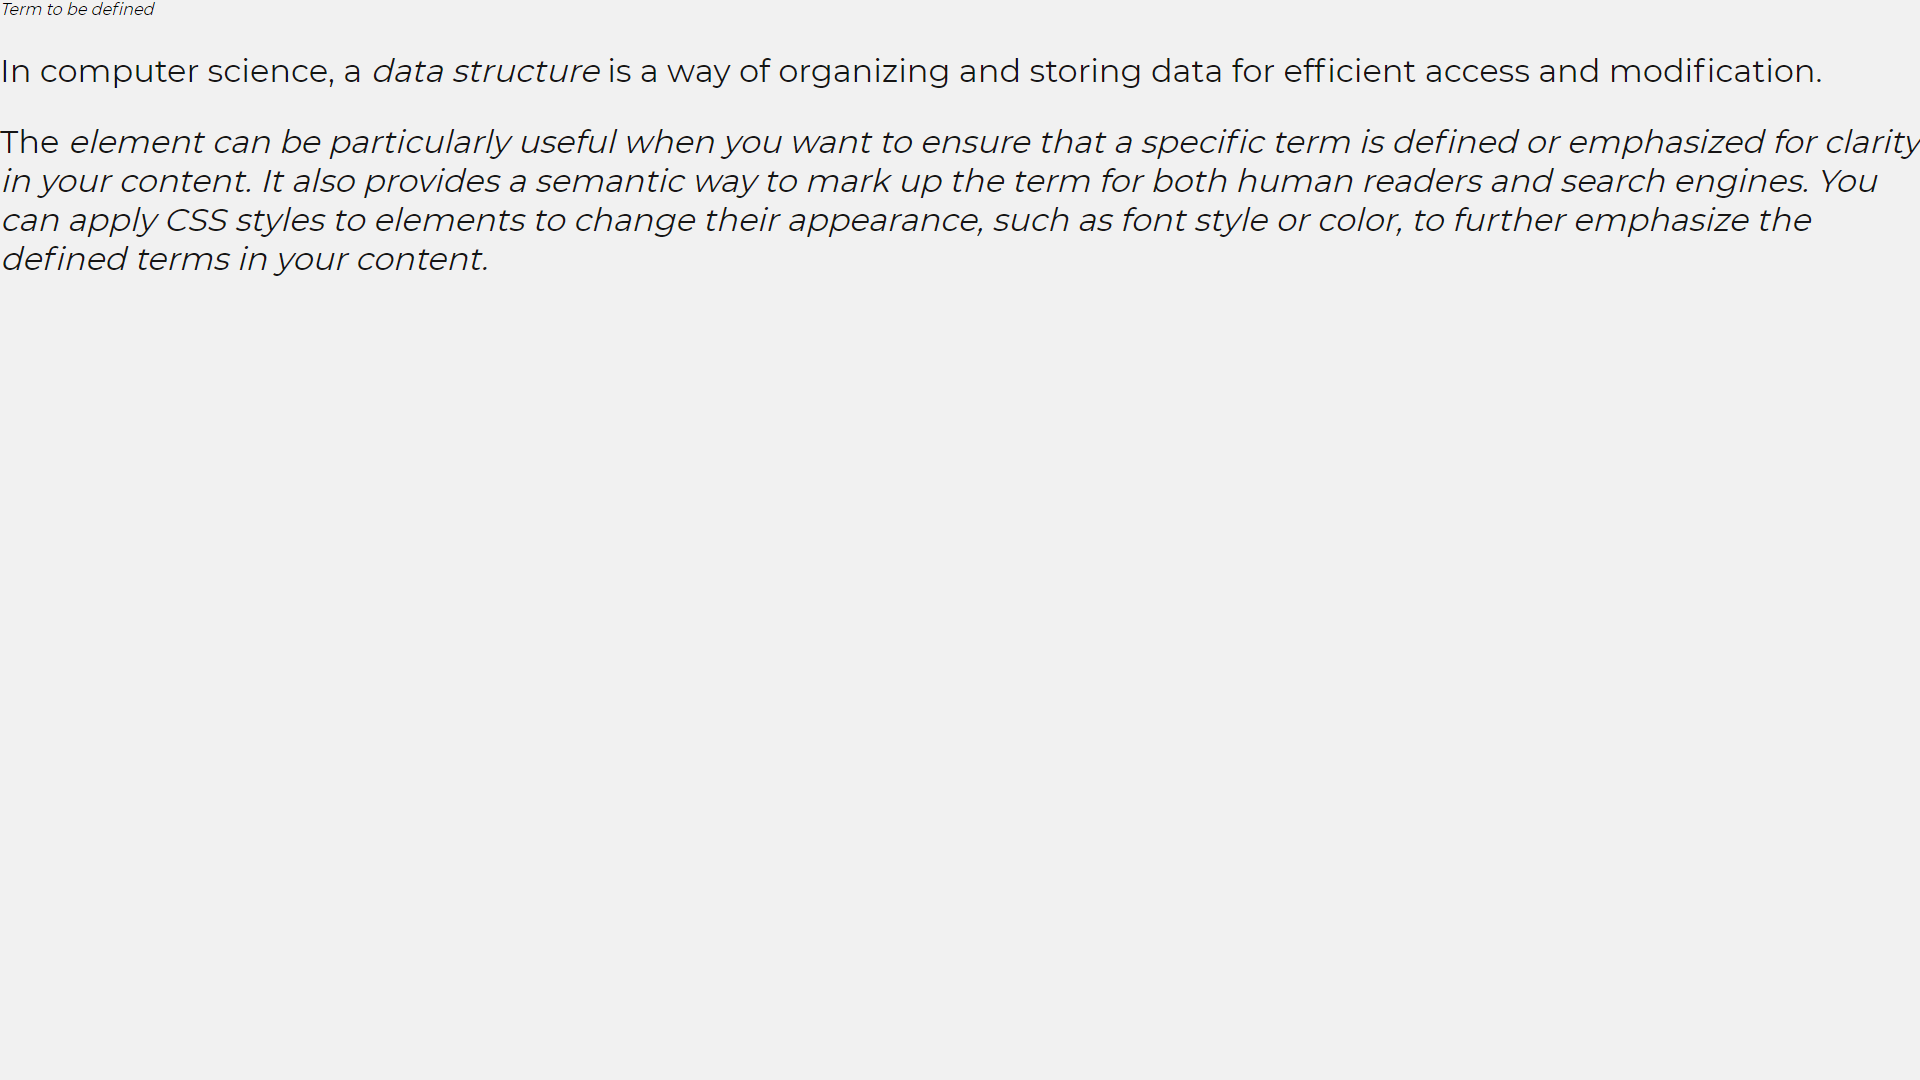 Term to be defined
In computer science, a data structure is a way of organizing and storing data for efficient access and modification.
The element can be particularly useful when you want to ensure that a specific term is defined or emphasized for clarity
in your content. It also provides a semantic way to mark up the term for both human readers and search engines. You
can apply CSS styles to elements to change their appearance, such as font style or color, to further emphasize the
defined terms in your content.